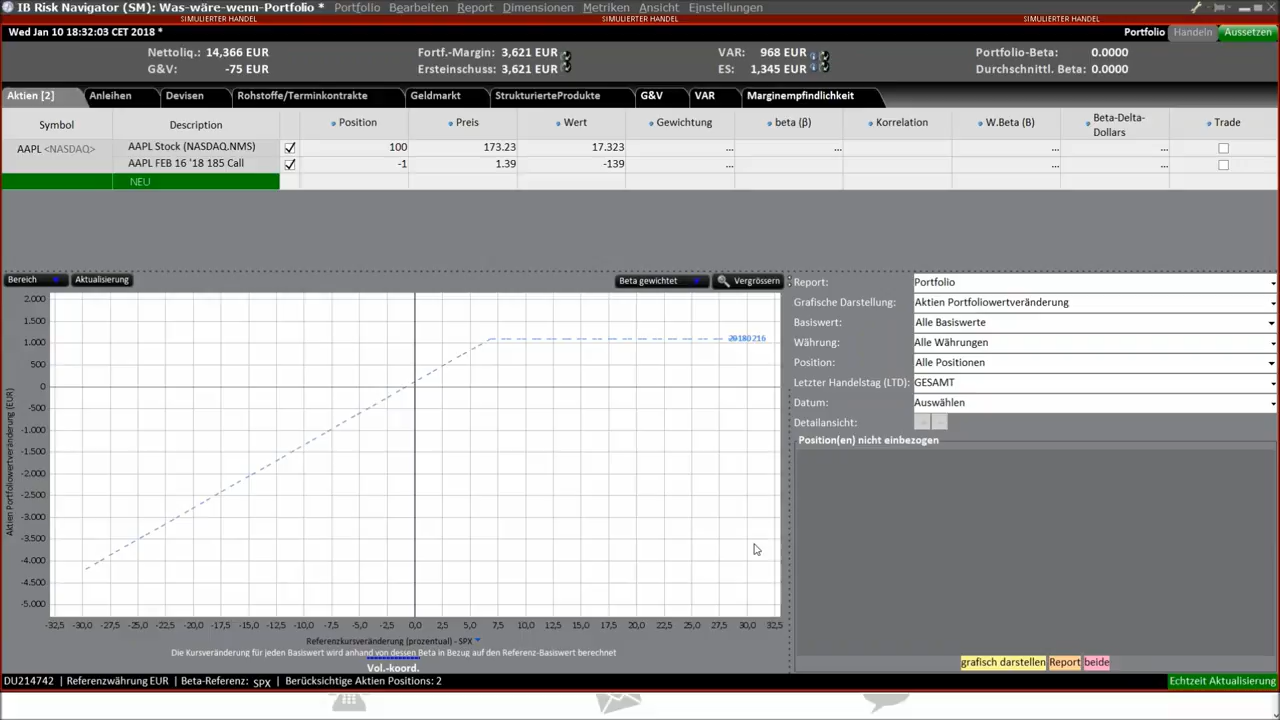 IB Risk Navigator (SM): Was-wäre-wenn-Portfolio * Portfolio Bearbeiten Report Dimensionen Metriken Ansicht Einstellungen
SIMULIERTER HANDEL SIMULIERTER HANDEL
Wed Jan 10 18:32:03 CET 2018 * Portfolio Handeln Aussetzen
Nettoliq.: 14,366 EUR Fortf.-Margin: 3,621 EUR VAR: 968 EUR Portfolio-Beta: 0.0000
G&V: -75 EUR Ersteinschuss: 3,621 EUR ES: 1,345 EUR Durchschnittl. Beta: 0.0000
Aktien [2] Anleihen Devisen Rohstoffe/Terminkontrakte Geldmarkt StrukturierteProdukte G&V VAR Marginempfindlichkeit
Symbol Description Position Preis Wert Gewichtung beta (β) Korrelation W.Beta (B) Beta-Delta-Dollars Trade
AAPL <NASDAQ> AAPL Stock (NASDAQ.NMS) 100 173.23 17.323 ... ... ... ...
AAPL FEB 16 '18 185 Call -1 1.39 -139 ... ... ...
NEU
Bereich Aktualisierung Beta gewichtet Vergrössern
Report: Portfolio
Grafische Darstellung: Aktien Portfoliowertveränderung
Basiswert: Alle Basiswerte
Währung: Alle Währungen
Position: Alle Positionen
Letzter Handelstag (LTD): GESAMT
Datum: Auswählen
Detailansicht:
Position(en) nicht einbezogen
Aktien Portfoliowertveränderung (EUR)
2.000
1.500
1.000
500
0
-500
-1.000
-1.500
-2.000
-2.500
-3.000
-3.500
-4.000
-4.500
-5.000
20180216
-32,5 -30,0 -27,5 -25,0 -22,5 -20,0 -17,5 -15,0 -12,5 -10,0 -7,5 -5,0 -2,5 0,0 2,5 5,0 7,5 10,0 12,5 15,0 17,5 20,0 22,5 25,0 27,5 30,0 32,5
Referenzkursveränderung (prozentual) - SPX
Die Kursveränderung für jeden Basiswert wird anhand von dessen Beta in Bezug auf den Referenz-Basiswert berechnet
Vol.-koord.
grafisch darstellen Report beide
DU214742 Referenzwährung EUR Beta-Referenz: SPX Berücksichtige Aktien Positions: 2 Echtzeit Aktualisierung